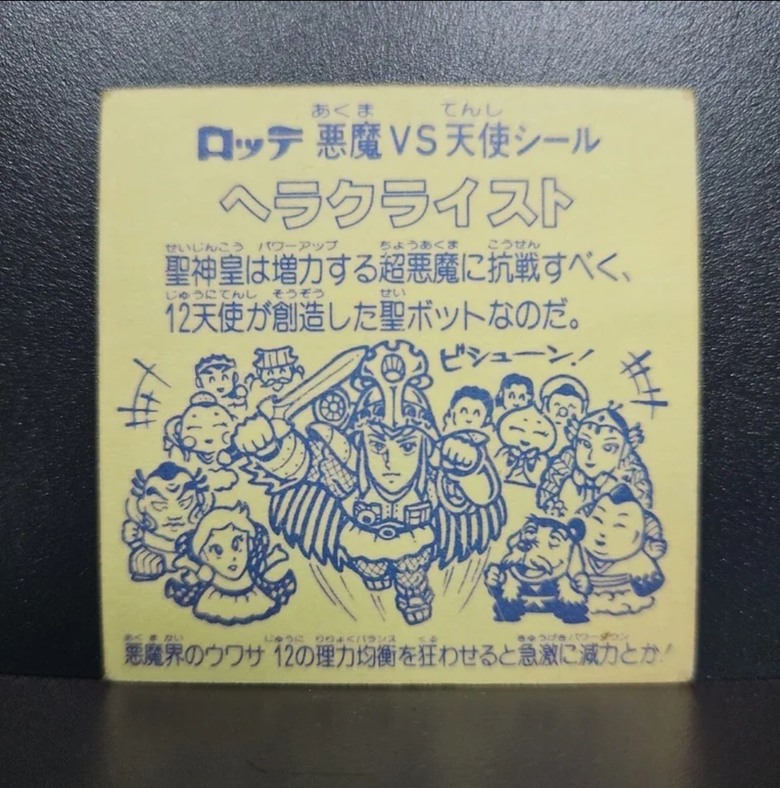 あくま てんし
ロッテ 悪魔VS天使シール
ヘラクライスト
せいじんこう パワーアップ ちょうあくま こうせん
聖神皇は増力する超悪魔に抗戦すべく、
じゅうにてんし そうぞう せい
12天使が創造した聖ボットなのだ。
ビシューン!
あくまかい じゅうに りりょくバランス くる きゅうげきパワーダウン
悪魔界のウワサ 12の理力均衡を狂わせると急激に減力とか!